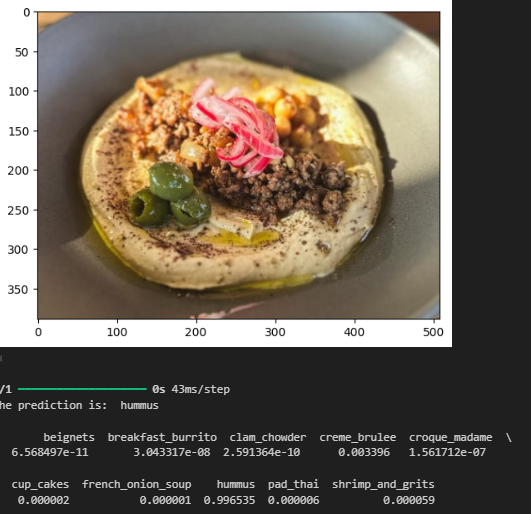 0
50
100
150
200
250
300
350
0 100 200 300 400 500
/1 0s 43ms/step
he prediction is: hummus
beignets breakfast_burrito clam_chowder creme_brulee croque_madame \
6.568497e-11 3.043317e-08 2.591364e-10 0.003396 1.561712e-07
cup_cakes french_onion_soup hummus pad_thai shrimp_and_grits
0.000002 0.000001 0.996535 0.000006 0.000059